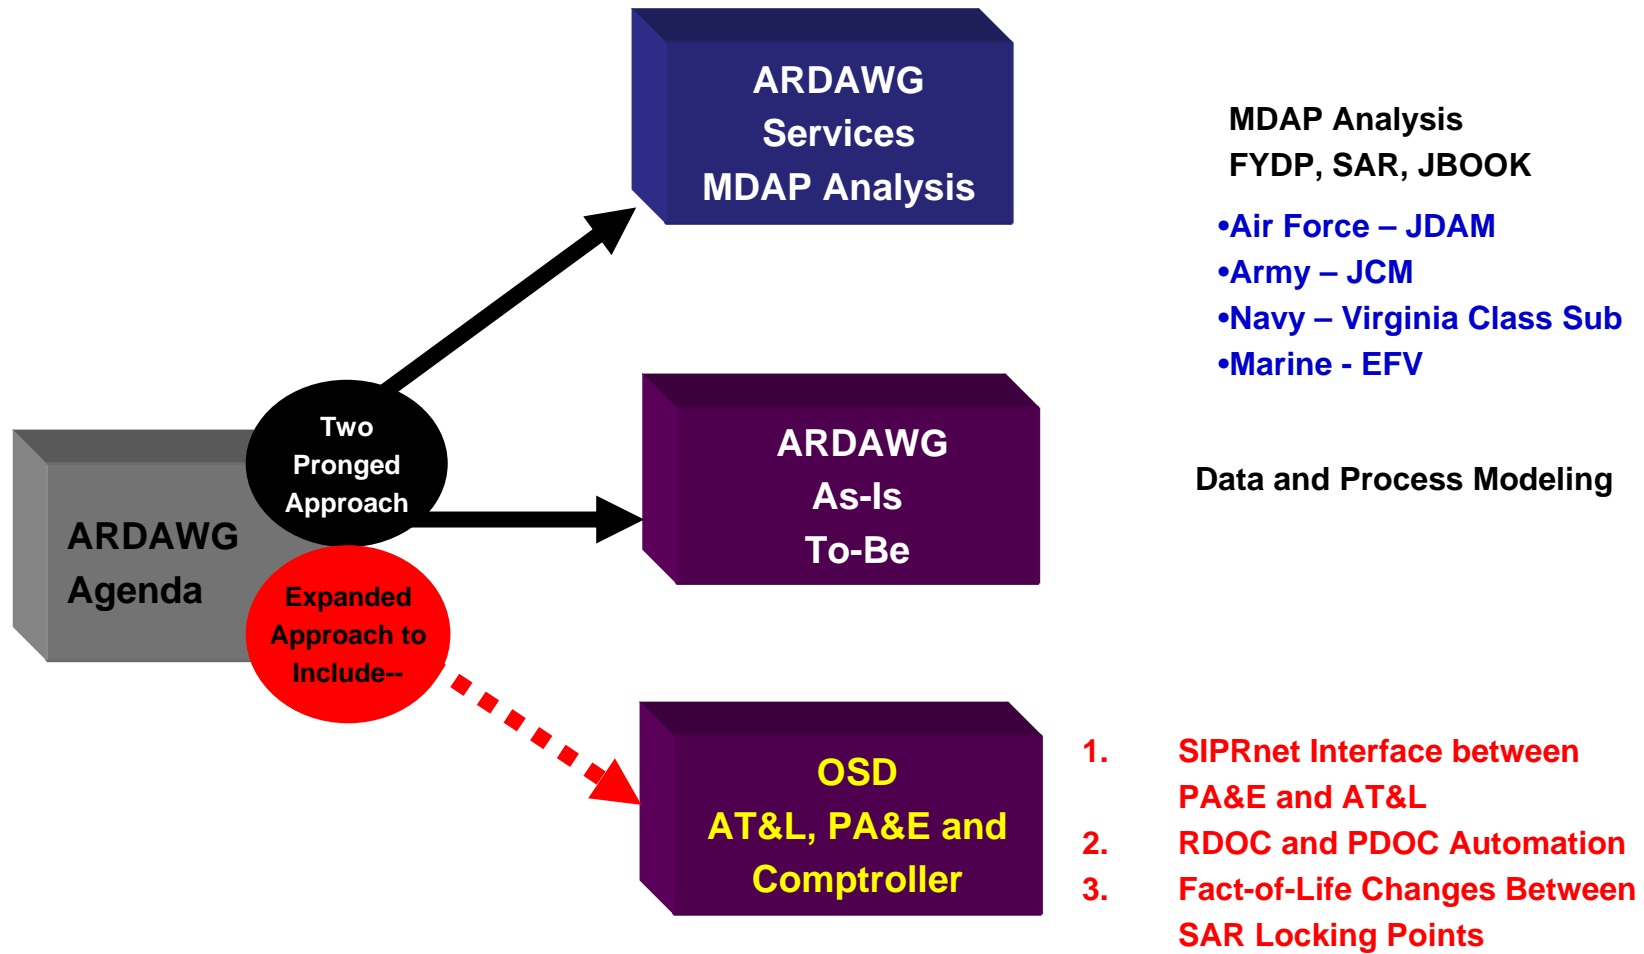 ARDAWG
Services
MDAP Analysis
MDAP Analysis
FYDP, SAR, JBOOK
•Air Force – JDAM
•Army – JCM
•Navy – Virginia Class Sub
•Marine - EFV
ARDAWG
Agenda
Two
Pronged
Approach
Expanded
Approach to
Include--
ARDAWG
As-Is
To-Be
Data and Process Modeling
OSD
AT&L, PA&E and
Comptroller
1. SIPRnet Interface between
PA&E and AT&L
2. RDOC and PDOC Automation
3. Fact-of-Life Changes Between
SAR Locking Points